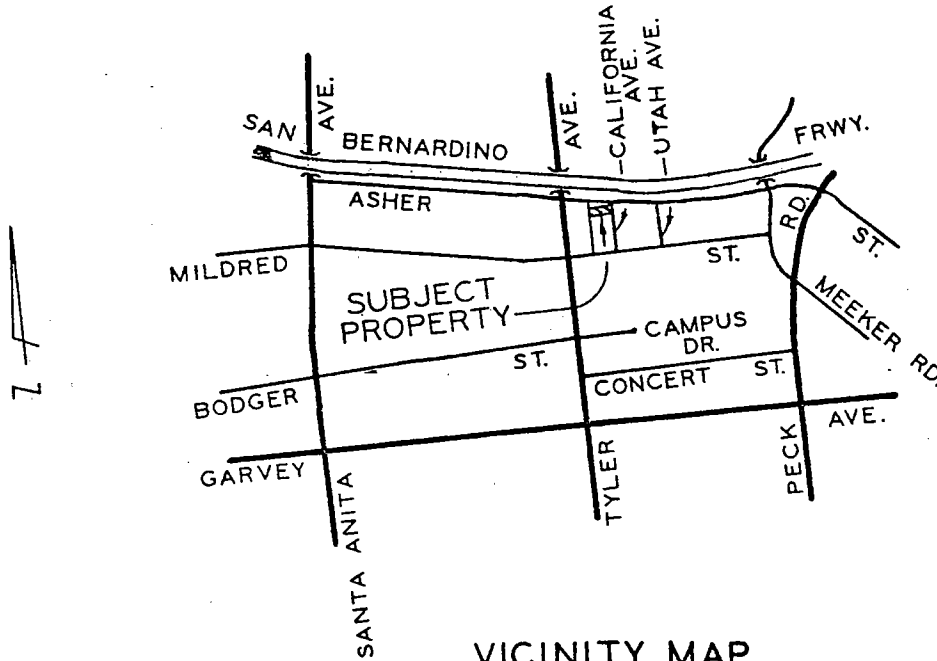 CALIFORNIA
AVE.
UTAH AVE.
AVE.
AVE.
SAN BERNARDINO FRWY.
ASHER ST.
RD.
MILDRED ST.
SUBJECT
PROPERTY
MEEKER RD.
CAMPUS
DR.
BODGER ST.
CONCERT ST.
GARVEY AVE.
SANTA ANITA
TYLER
PECK
N
VICINITY MAP